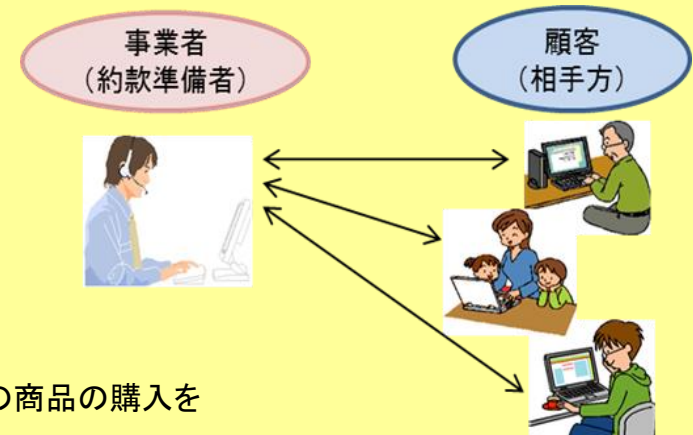 事業者
（約款準備者）
顧客
（相手方）
の商品の購入を